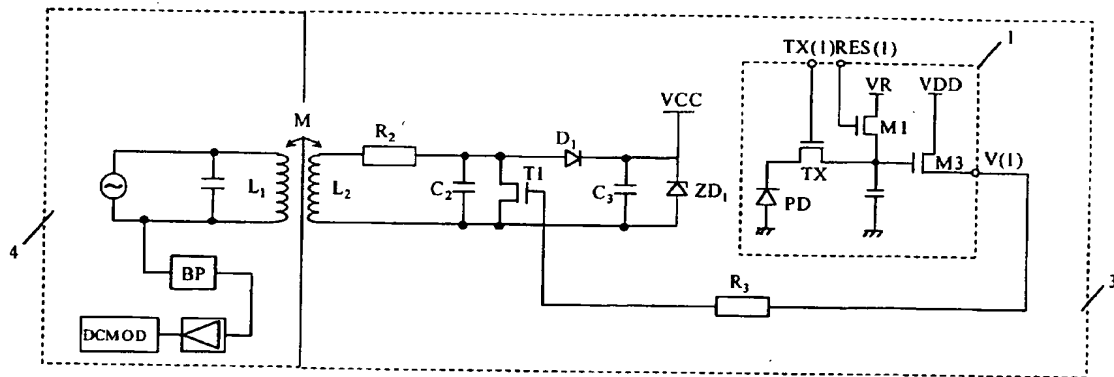 TX(1)RES(1)
1
VR
VDD
M1
M3
V(1)
TX
PD
VCC
M
R2
D1
L1
L2
C2
T1
C3
ZD1
4
BP
R3
3
DCMOD